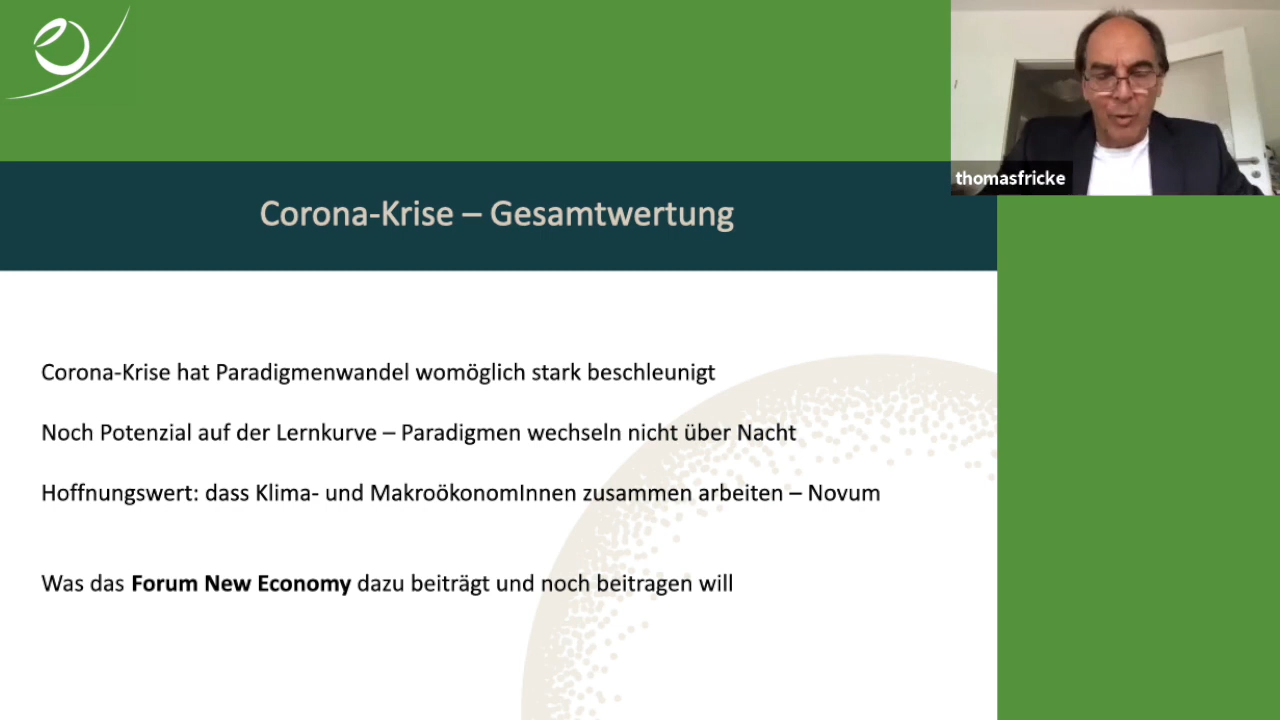 thomasfricke
Corona-Krise – Gesamtwertung
Corona-Krise hat Paradigmenwandel womöglich stark beschleunigt
Noch Potenzial auf der Lernkurve – Paradigmen wechseln nicht über Nacht
Hoffnungswert: dass Klima- und MakroökonomInnen zusammen arbeiten – Novum
Was das Forum New Economy dazu beiträgt und noch beitragen will